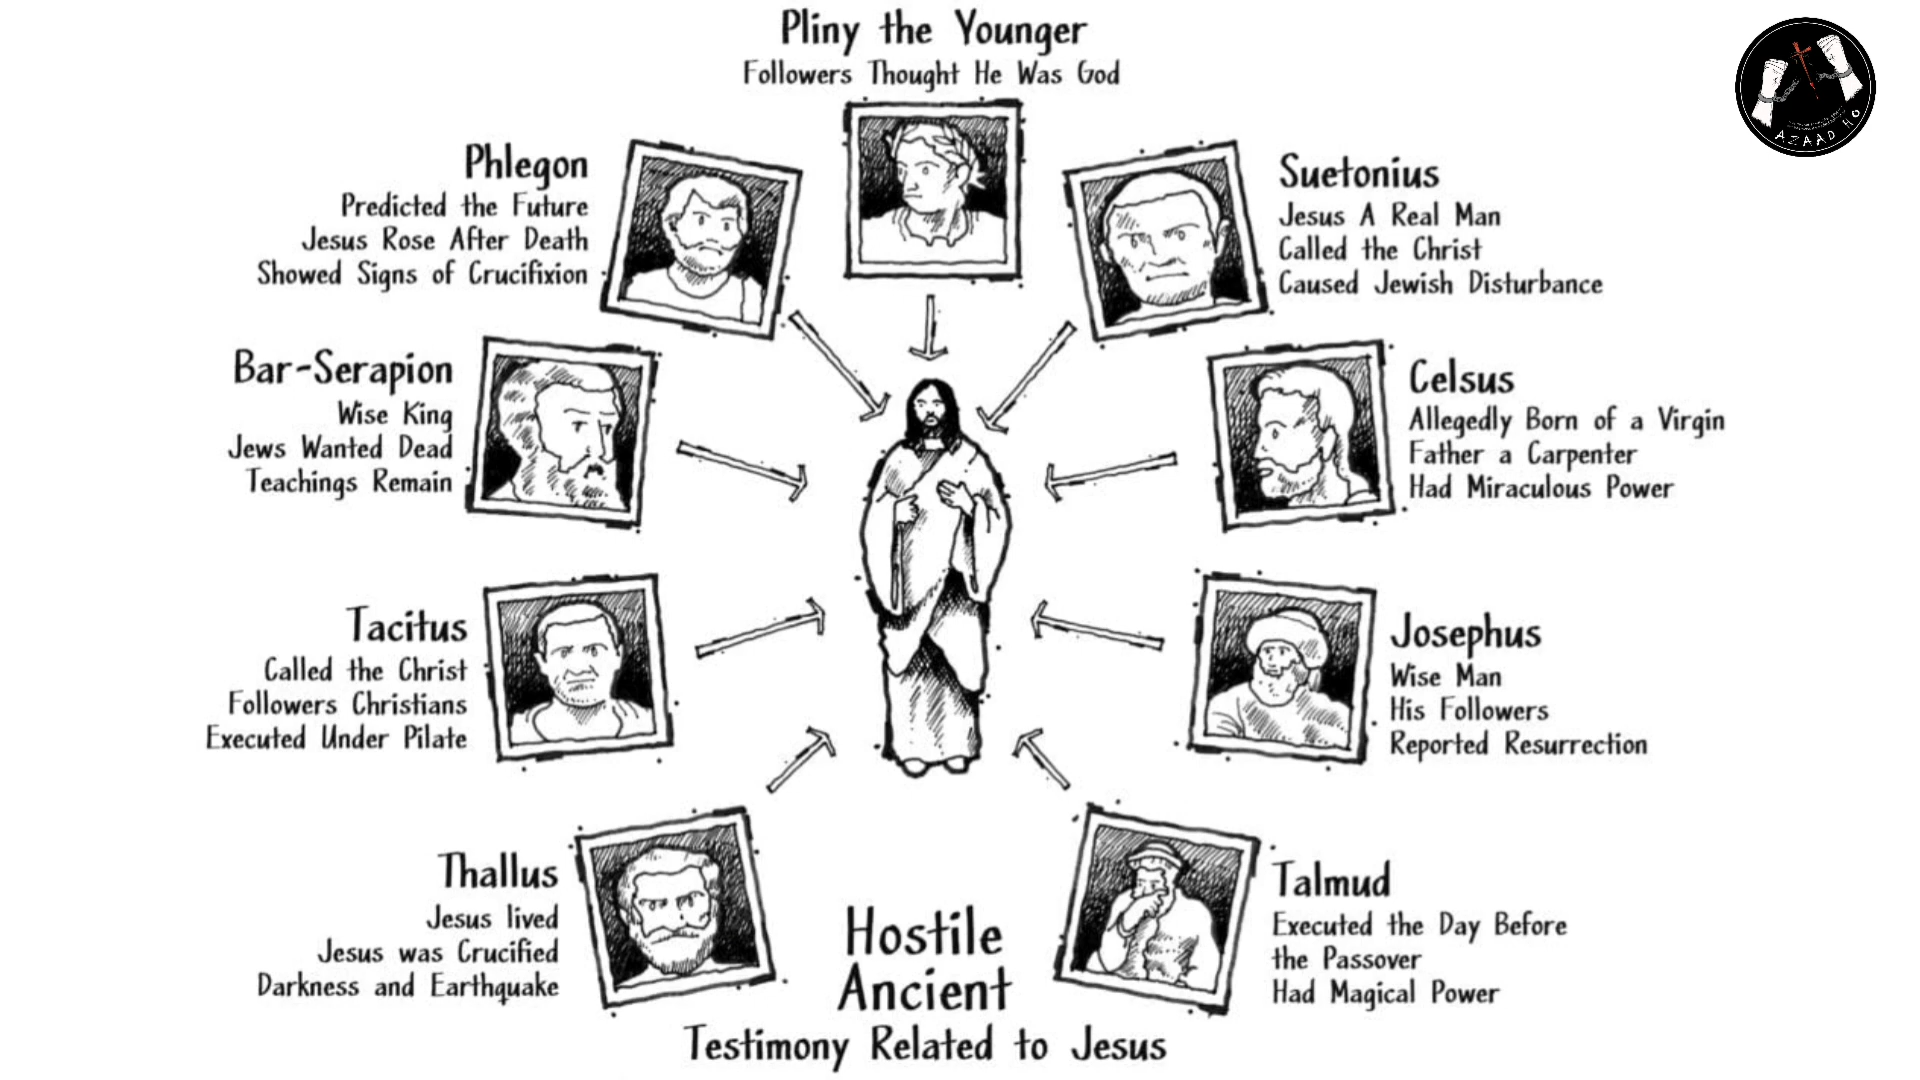 Pliny the Younger
Followers Thought He Was God
Phlegon
Predicted the Future
Jesus Rose After Death
Showed Signs of Crucifixion
Suetonius
Jesus A Real Man
Called the Christ
Caused Jewish Disturbance
Bar-Serapion
Wise King
Jews Wanted Dead
Teachings Remain
Celsus
Allegedly Born of a Virgin
Father a Carpenter
Had Miraculous Power
Tacitus
Called the Christ
Followers Christians
Executed Under Pilate
Josephus
Wise Man
His Followers
Reported Resurrection
Thallus
Jesus lived
Jesus was Crucified
Darkness and Earthquake
Talmud
Executed the Day Before
the Passover
Had Magical Power
Hostile
Ancient
Testimony Related to Jesus
AZAAD HO